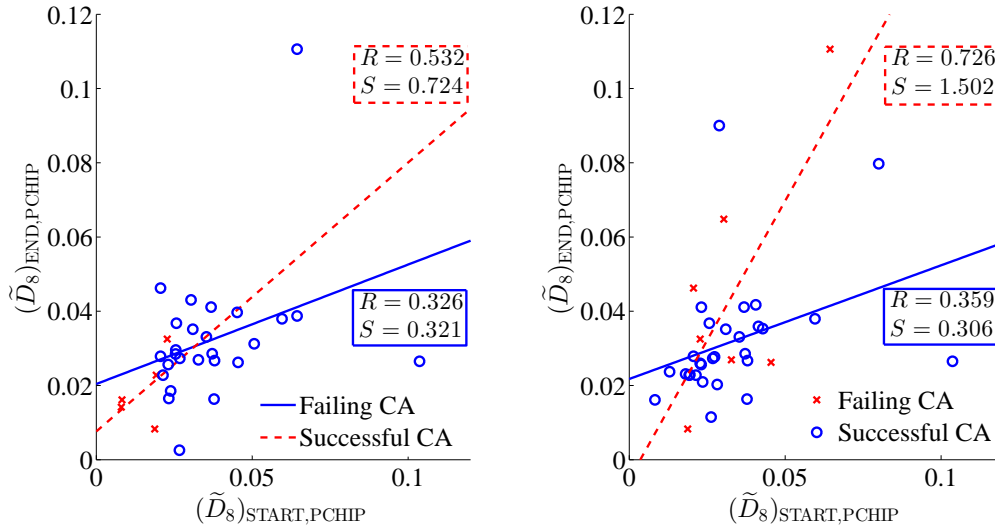 0.12
0.1
0.08
0.06
0.04
0.02
0
(D̃₈)END,PCHIP
R = 0.532
S = 0.724
R = 0.326
S = 0.321
Failing CA
Successful CA
0
0.05
0.1
(D̃₈)START,PCHIP
0.12
0.1
0.08
0.06
0.04
0.02
0
(D̃₈)END,PCHIP
R = 0.726
S = 1.502
R = 0.359
S = 0.306
Failing CA
Successful CA
0
0.05
0.1
(D̃₈)START,PCHIP